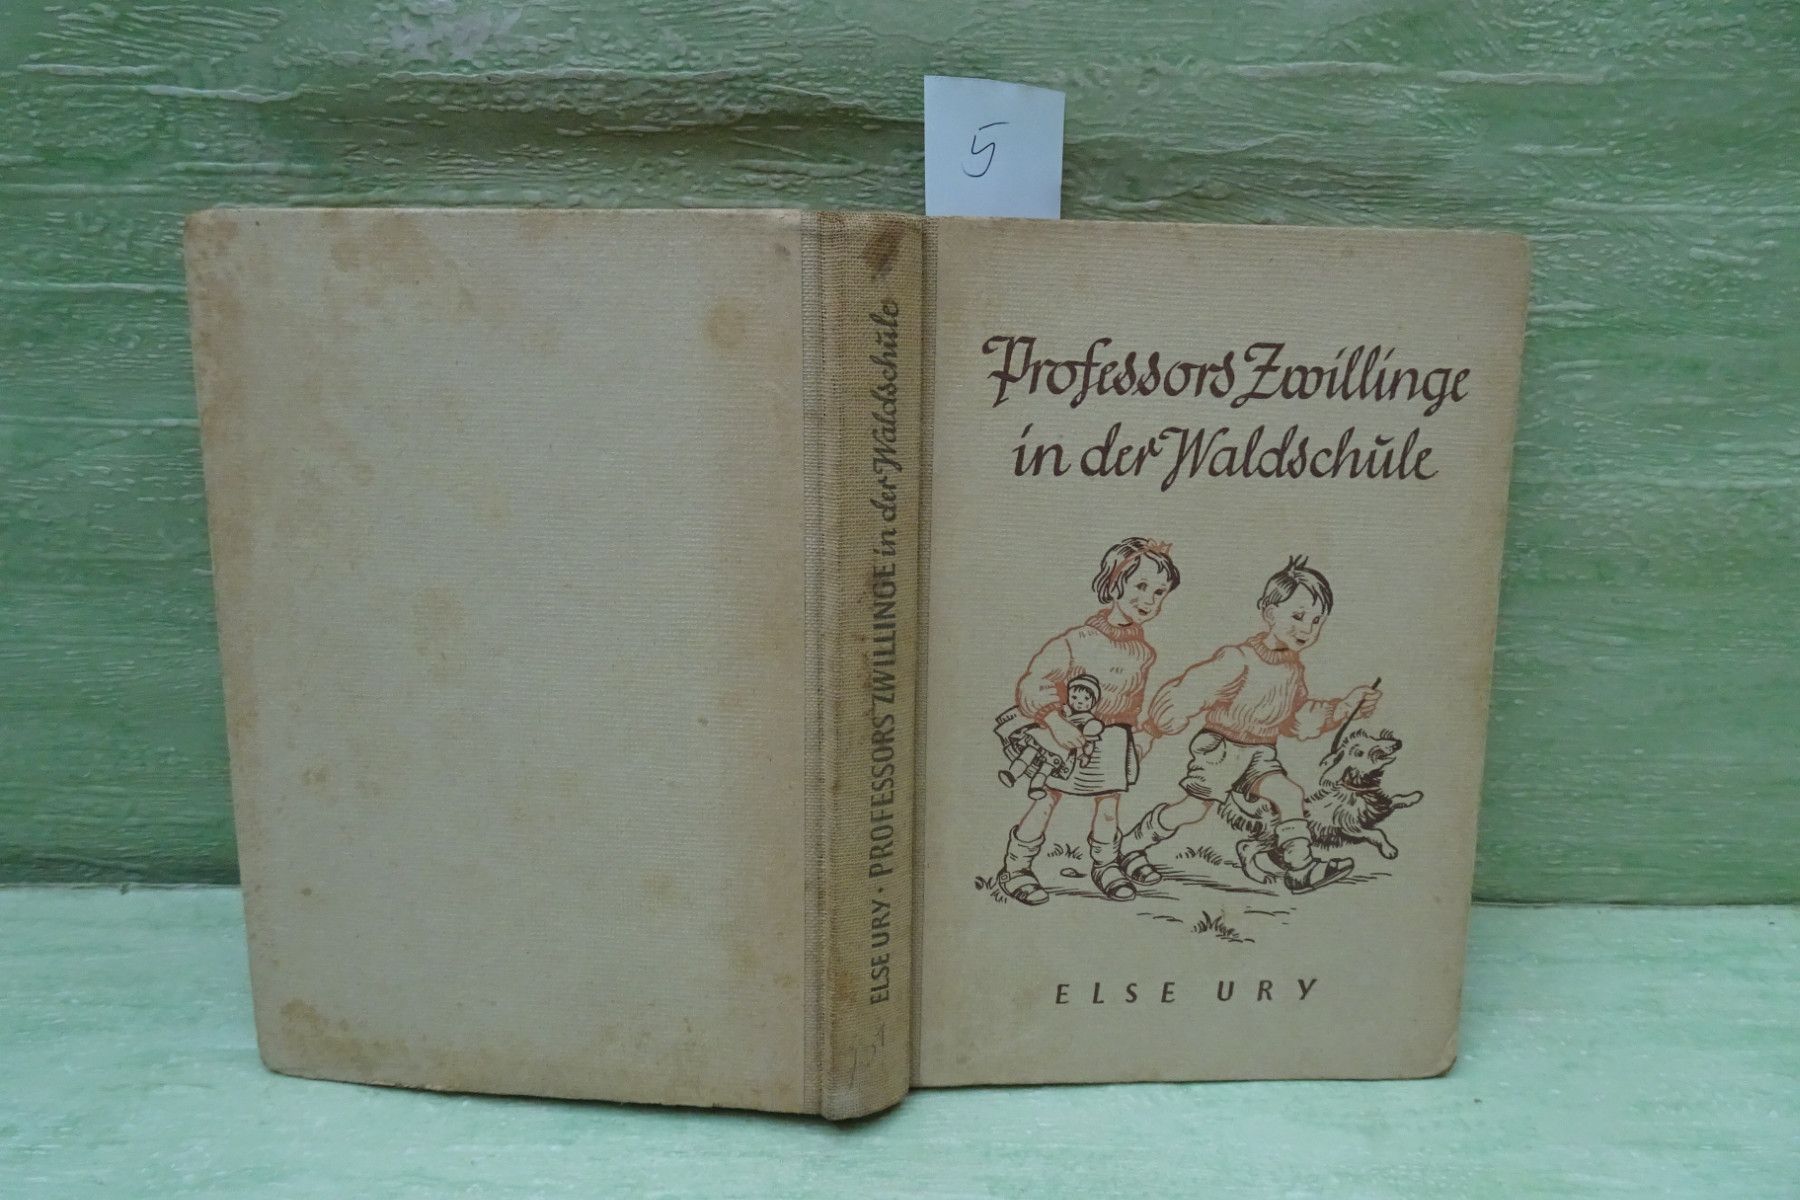 5
Professors Zwillinge
in der Waldschule
ELSE URY
ELSE URY · PROFESSORS ZWILLINGE in der Waldschule